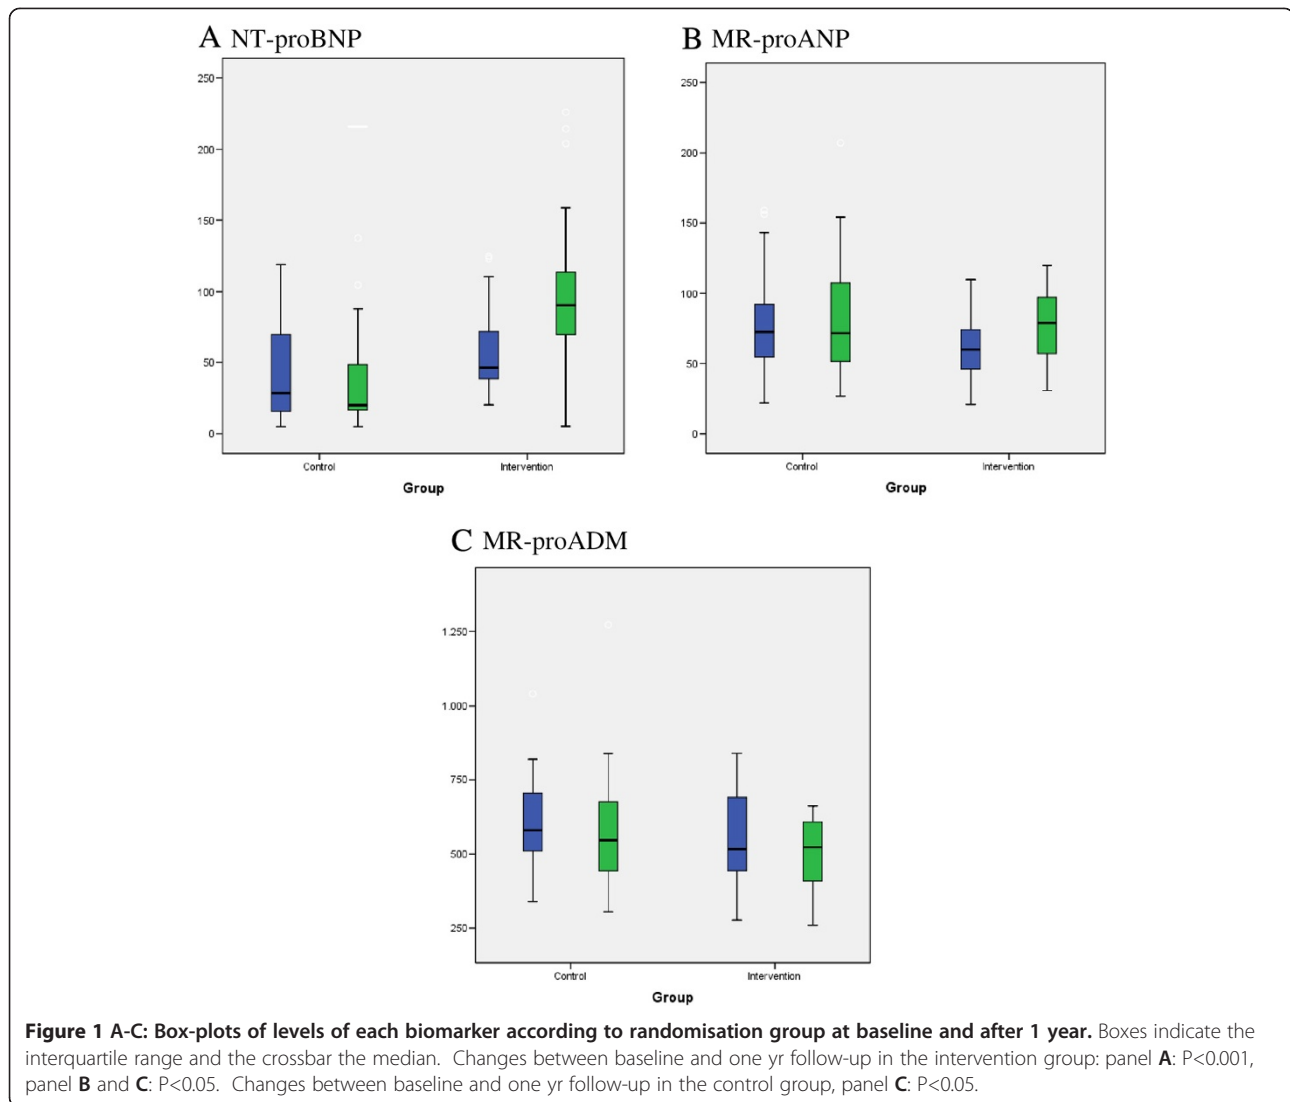 A NT-proBNP
250
200
150
100
50
0
Control
Intervention
Group
B MR-proANP
250
200
150
100
50
0
Control
Intervention
Group
C MR-proADM
1.250
1.000
750
500
250
Control
Intervention
Group
Figure 1 A-C: Box-plots of levels of each biomarker according to randomisation group at baseline and after 1 year. Boxes indicate the
interquartile range and the crossbar the median. Changes between baseline and one yr follow-up in the intervention group: panel A: P<0.001,
panel B and C: P<0.05. Changes between baseline and one yr follow-up in the control group, panel C: P<0.05.